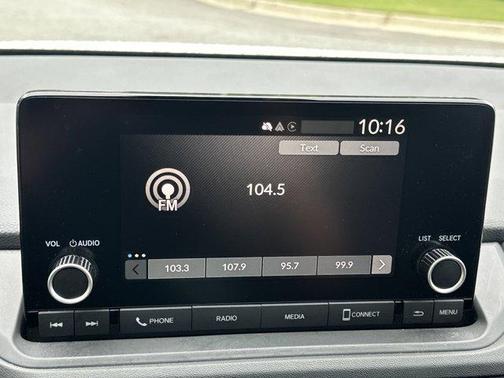 10:16
Text Scan
104.5
FM
VOL AUDIO
LIST SELECT
103.3 107.9 95.7 99.9
PHONE RADIO MEDIA CONNECT MENU